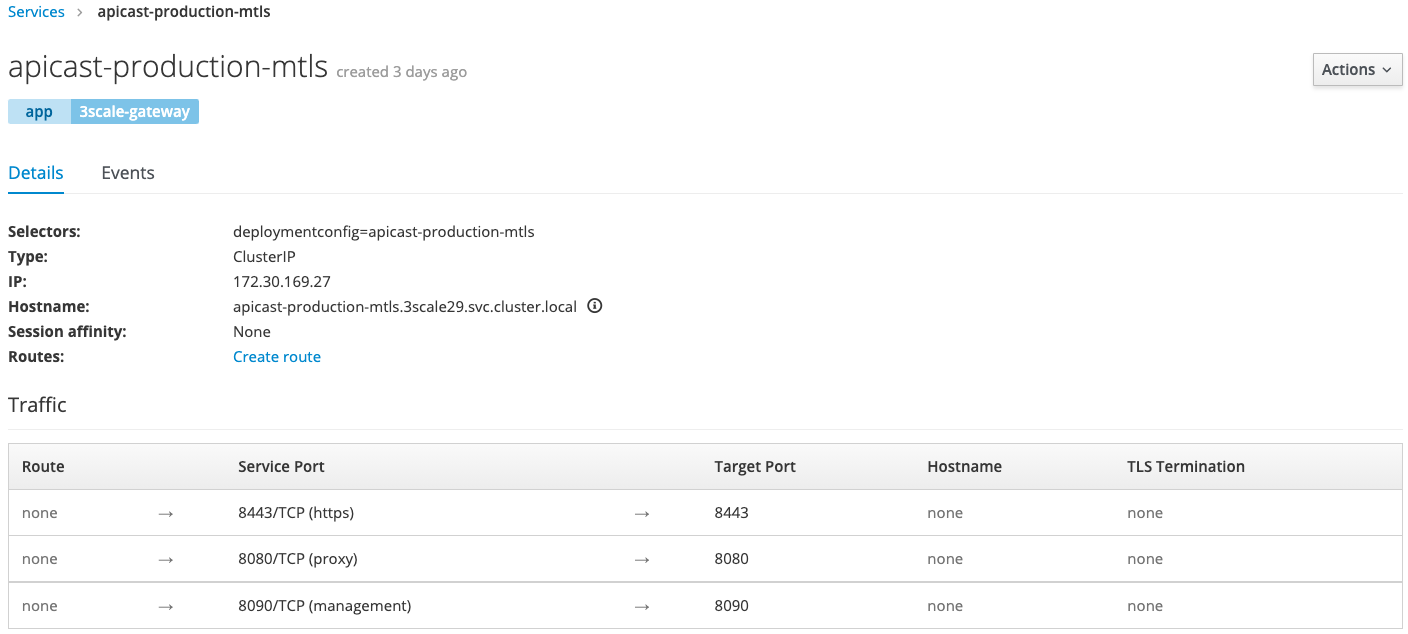 Services › apicast-production-mtls
apicast-production-mtls created 3 days ago
Actions
app 3scale-gateway
Details Events
Selectors: deploymentconfig=apicast-production-mtls
Type: ClusterIP
IP: 172.30.169.27
Hostname: apicast-production-mtls.3scale29.svc.cluster.local
Session affinity: None
Routes: Create route
Traffic
Route Service Port Target Port Hostname TLS Termination
none → 8443/TCP (https) → 8443 none none
none → 8080/TCP (proxy) → 8080 none none
none → 8090/TCP (management) → 8090 none none